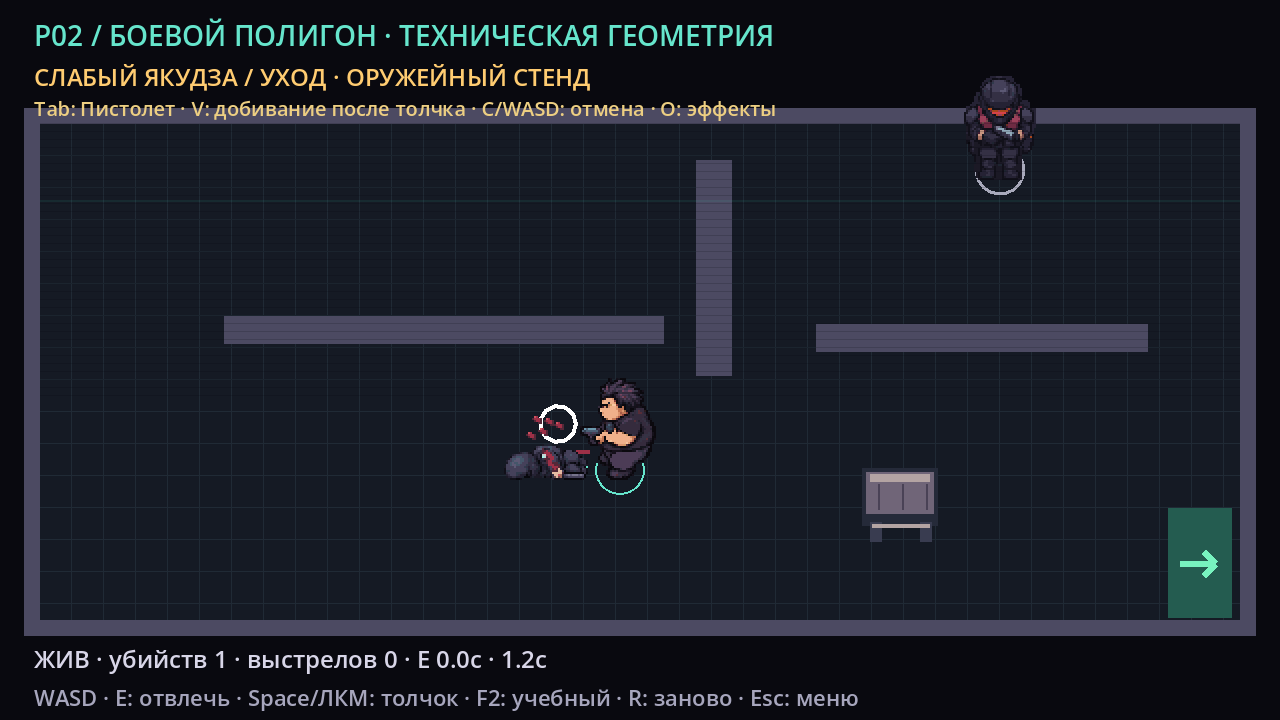 P02 / БОЕВОЙ ПОЛИГОН · ТЕХНИЧЕСКАЯ ГЕОМЕТРИЯ
СЛАБЫЙ ЯКУДЗА / УХОД · ОРУЖЕЙНЫЙ СТЕНД
Tab: Пистолет · V: добивание после толчка · C/WASD: отмена · O: эффекты
ЖИВ · убийств 1 · выстрелов 0 · E 0.0с · 1.2с
WASD · E: отвлечь · Space/ЛКМ: толчок · F2: учебный · R: заново · Esc: меню